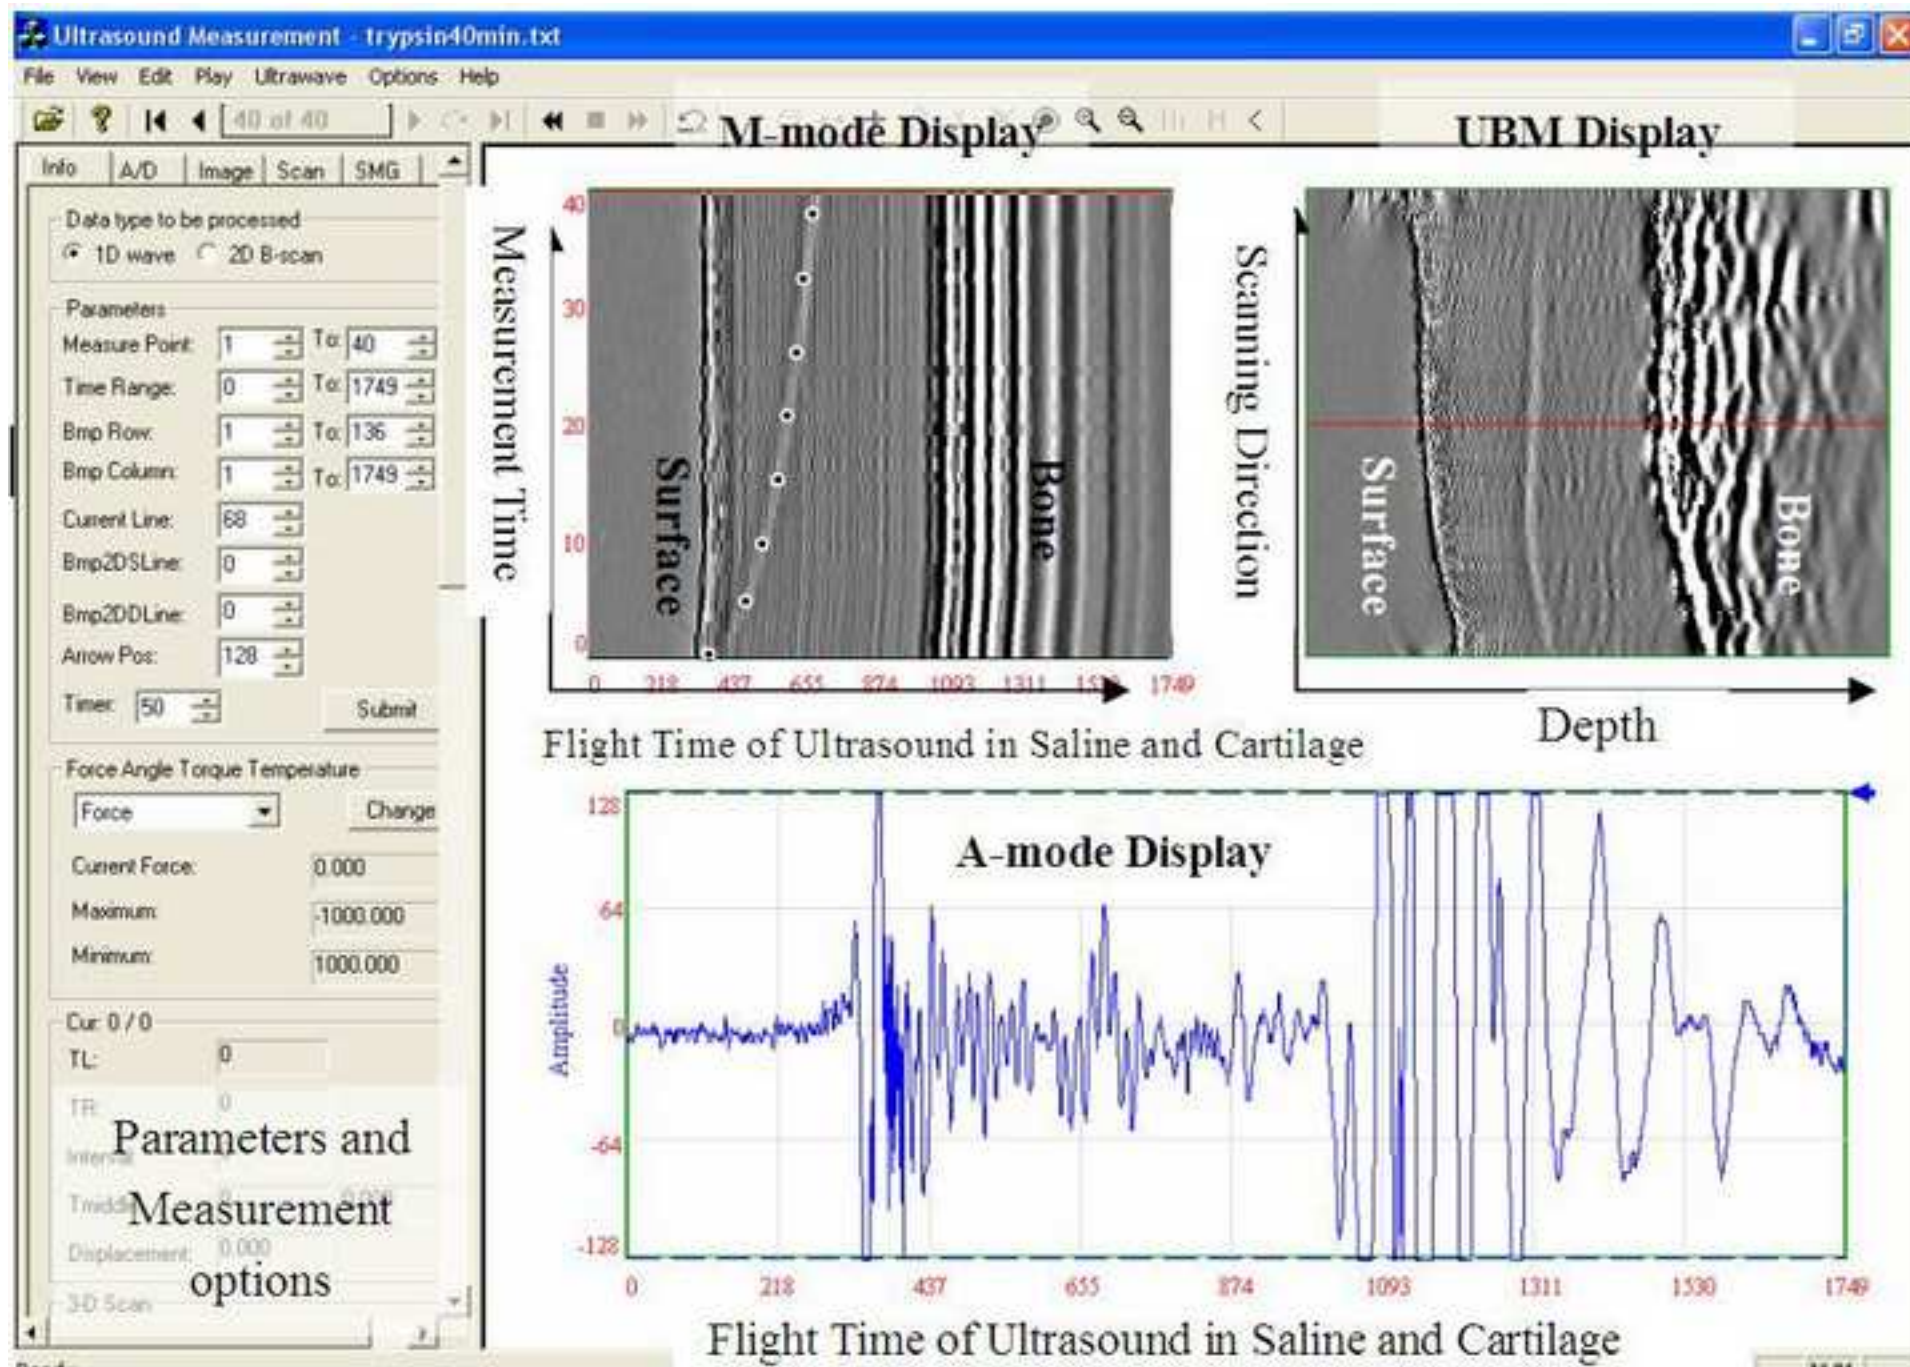 Ultrasound Measurement - trypsin40min.txt
File View Edit Play Ultrawave Options Help
40 of 40
M-mode Display
UBM Display
Info A/D Image Scan SMG
Data type to be processed
1D wave 2D B-scan
Parameters
Measure Point: 1 To: 40
Time Range: 0 To: 1749
Bmp Row: 1 To: 136
Bmp Column: 1 To: 1749
Current Line: 68
Bmp2DSLine: 0
Bmp2DDLine: 0
Arrow Pos: 128
Timer: 50 Submit
Force Angle Torque Temperature
Force Change
Current Force: 0.000
Maximum: -1000.000
Minimum: 1000.000
Cur: 0 / 0
TL: 0
TR: 0
Interval:
Tmiddle
Displacement: 0.000
3-D Scan
Parameters and
Measurement
options
Measurement Time
40
30
20
10
0
Surface
Bone
0 218 437 655 874 1093 1311 1530 1749
Flight Time of Ultrasound in Saline and Cartilage
Scanning Direction
Surface
Bone
Depth
A-mode Display
Amplitude
128
64
0
-64
-128
0 218 437 655 874 1093 1311 1530 1749
Flight Time of Ultrasound in Saline and Cartilage